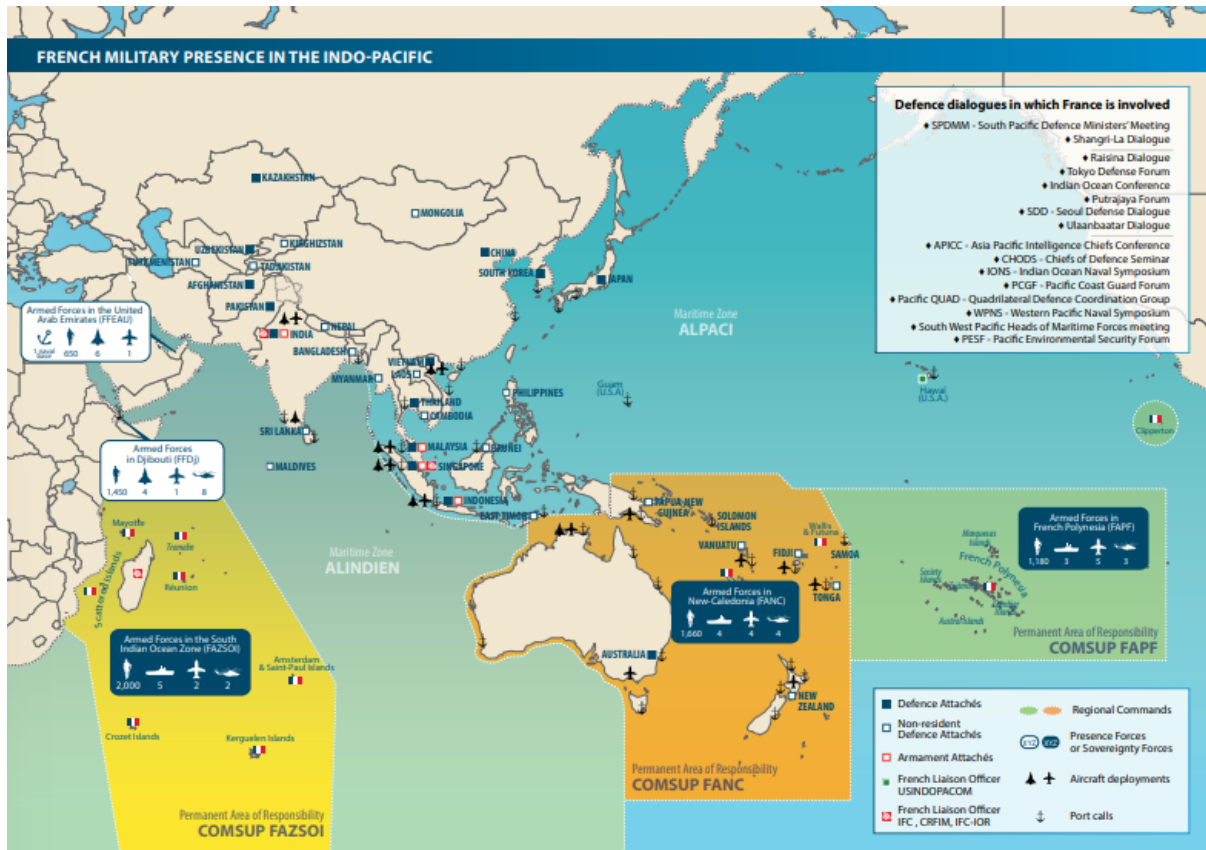 FRENCH MILITARY PRESENCE IN THE INDO-PACIFIC
Defence dialogues in which France is involved
♦ SPDMM - South Pacific Defence Ministers' Meeting
♦ Shangri-La Dialogue
♦ Raisina Dialogue
♦ Tokyo Defense Forum
♦ Indian Ocean Conference
♦ Putrajaya Forum
♦ SDD - Seoul Defense Dialogue
♦ Ulaanbaatar Dialogue
♦ APICC - Asia Pacific Intelligence Chiefs Conference
♦ CHODS - Chiefs of Defence Seminar
♦ IONS - Indian Ocean Naval Symposium
♦ PCGF - Pacific Coast Guard Forum
♦ Pacific QUAD - Quadrilateral Defence Coordination Group
♦ WPNS - Western Pacific Naval Symposium
♦ South West Pacific Heads of Maritime Forces meeting
♦ PESF - Pacific Environmental Security Forum
KAZAKHSTAN
MONGOLIA
UZBEKISTAN
KIRGHIZSTAN
TURKMENISTAN
TADJIKISTAN
CHINA
SOUTH KOREA
JAPAN
AFGHANISTAN
PAKISTAN
Armed Forces in the United
Arab Emirates (FFEAU)
1 naval
base
650
6
1
INDIA
NEPAL
BANGLADESH
MYANMAR
VIETNAM
LAOS
THAILAND
CAMBODIA
PHILIPPINES
Maritime Zone
ALPACI
Guam
(U.S.A.)
Hawaï
(U.S.A.)
Clipperton
SRI LANKA
MALDIVES
MALAYSIA
BRUNEI
SINGAPORE
INDONESIA
EAST TIMOR
Armed Forces
in Djibouti (FFDj)
1,450
4
1
8
Mayotte
Tromelin
Réunion
Scattered Islands
Maritime Zone
ALINDIEN
PAPUA-NEW
GUINEA
SOLOMON
ISLANDS
VANUATU
FIDJI
Wallis
& Futuna
SAMOA
TONGA
Marquesas
Islands
French Polynesia
Society
Islands
Austral Islands
Armed Forces in
French Polynesia (FAPF)
1,180
3
5
3
Armed Forces in
New-Caledonia (FANC)
1,660
4
4
4
Permanent Area of Responsibility
COMSUP FAPF
Armed Forces in the South
Indian Ocean Zone (FAZSOI)
2,000
5
2
2
Amsterdam
& Saint-Paul Islands
Crozet Islands
Kerguelen Islands
AUSTRALIA
NEW
ZEALAND
Permanent Area of Responsibility
COMSUP FANC
Permanent Area of Responsibility
COMSUP FAZSOI
Defence Attachés
Non-resident
Defence Attachés
Armament Attachés
French Liaison Officer
USINDOPACOM
French Liaison Officer
IFC , CRFIM, IFC-IOR
Regional Commands
XYZ XYZ
Presence Forces
or Sovereignty Forces
Aircraft deployments
Port calls